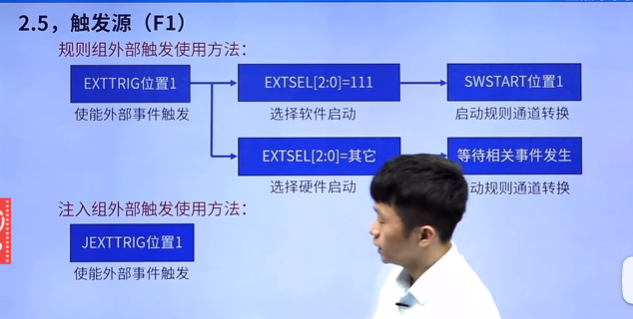 2.5，触发源（F1）
规则组外部触发使用方法：
EXTTRIG位置1
EXTSEL[2:0]=111
SWSTART位置1
使能外部事件触发
选择软件启动
启动规则通道转换
EXTSEL[2:0]=其它
等待相关事件发生
选择硬件启动
动规则通道转换
注入组外部触发使用方法：
JEXTTRIG位置1
使能外部事件触发